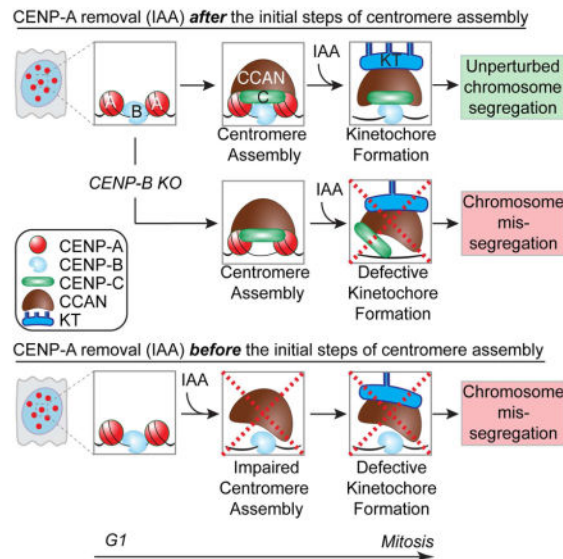 CENP-A removal (IAA) after the initial steps of centromere assembly
A
B
A
CCAN
C
IAA
KT
Unperturbed
chromosome
segregation
Centromere
Assembly
Kinetochore
Formation
CENP-B KO
IAA
Chromosome
mis-
segregation
Centromere
Assembly
Defective
Kinetochore
Formation
CENP-A
CENP-B
CENP-C
CCAN
KT
CENP-A removal (IAA) before the initial steps of centromere assembly
IAA
Chromosome
mis-
segregation
Impaired
Centromere
Assembly
Defective
Kinetochore
Formation
G1
Mitosis